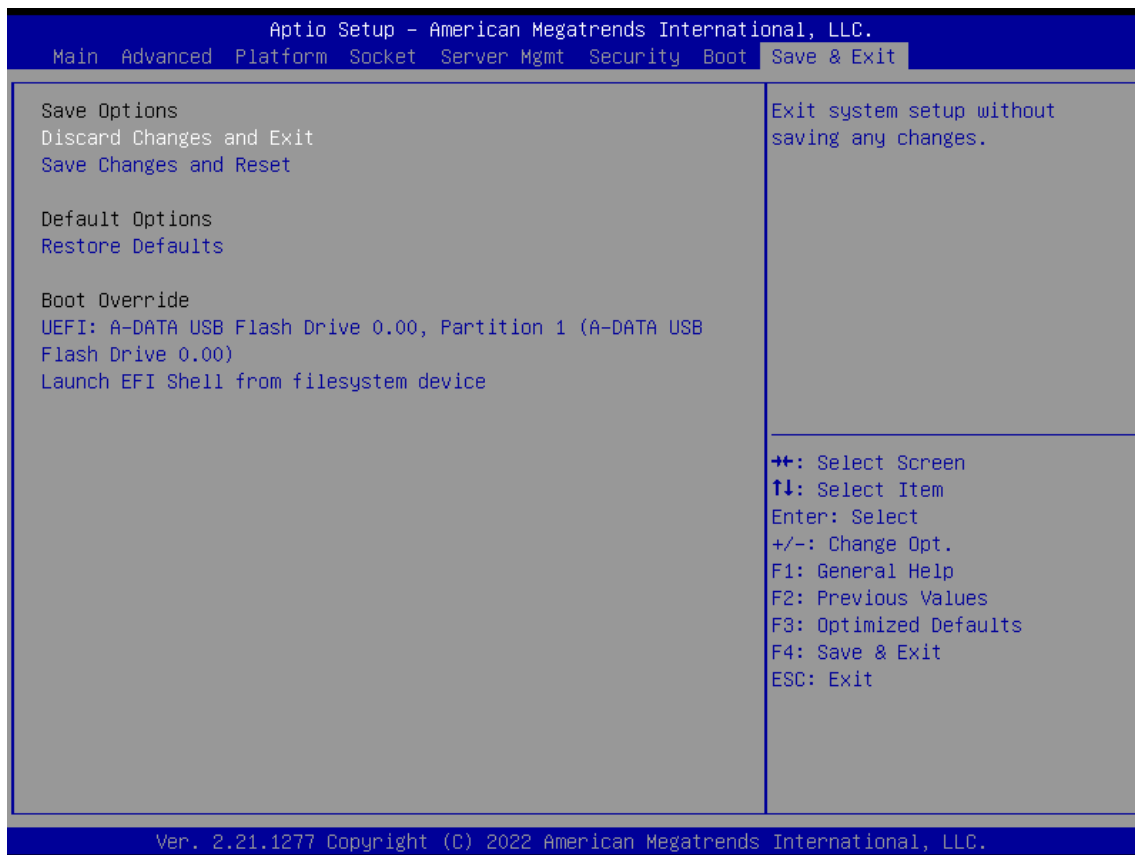 Aptio Setup – American Megatrends International, LLC.
Main Advanced Platform Socket Server Mgmt Security Boot Save & Exit
Save Options
Discard Changes and Exit
Save Changes and Reset
Default Options
Restore Defaults
Boot Override
UEFI: A-DATA USB Flash Drive 0.00, Partition 1 (A-DATA USB
Flash Drive 0.00)
Launch EFI Shell from filesystem device
Exit system setup without
saving any changes.
→←: Select Screen
↑↓: Select Item
Enter: Select
+/-: Change Opt.
F1: General Help
F2: Previous Values
F3: Optimized Defaults
F4: Save & Exit
ESC: Exit
Ver. 2.21.1277 Copyright (C) 2022 American Megatrends International, LLC.